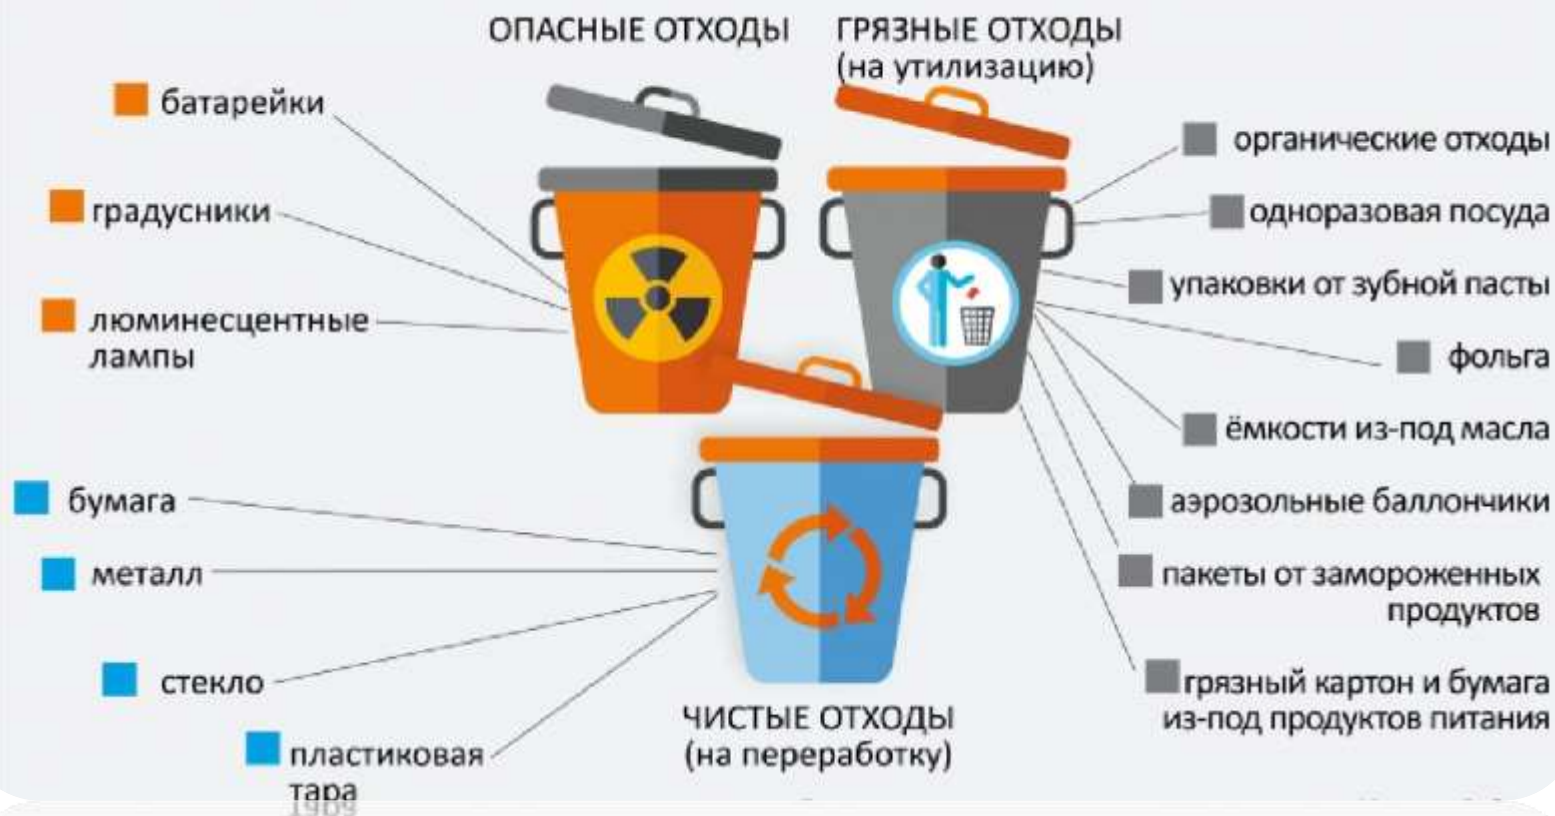 ОПАСНЫЕ ОТХОДЫ
батарейки
градусники
люминесцентные
лампы
ГРЯЗНЫЕ ОТХОДЫ
(на утилизацию)
органические отходы
одноразовая посуда
упаковки от зубной пасты
фольга
ёмкости из-под масла
аэрозольные баллончики
пакеты от замороженных
продуктов
грязный картон и бумага
из-под продуктов питания
бумага
металл
стекло
пластиковая
тара
ЧИСТЫЕ ОТХОДЫ
(на переработку)